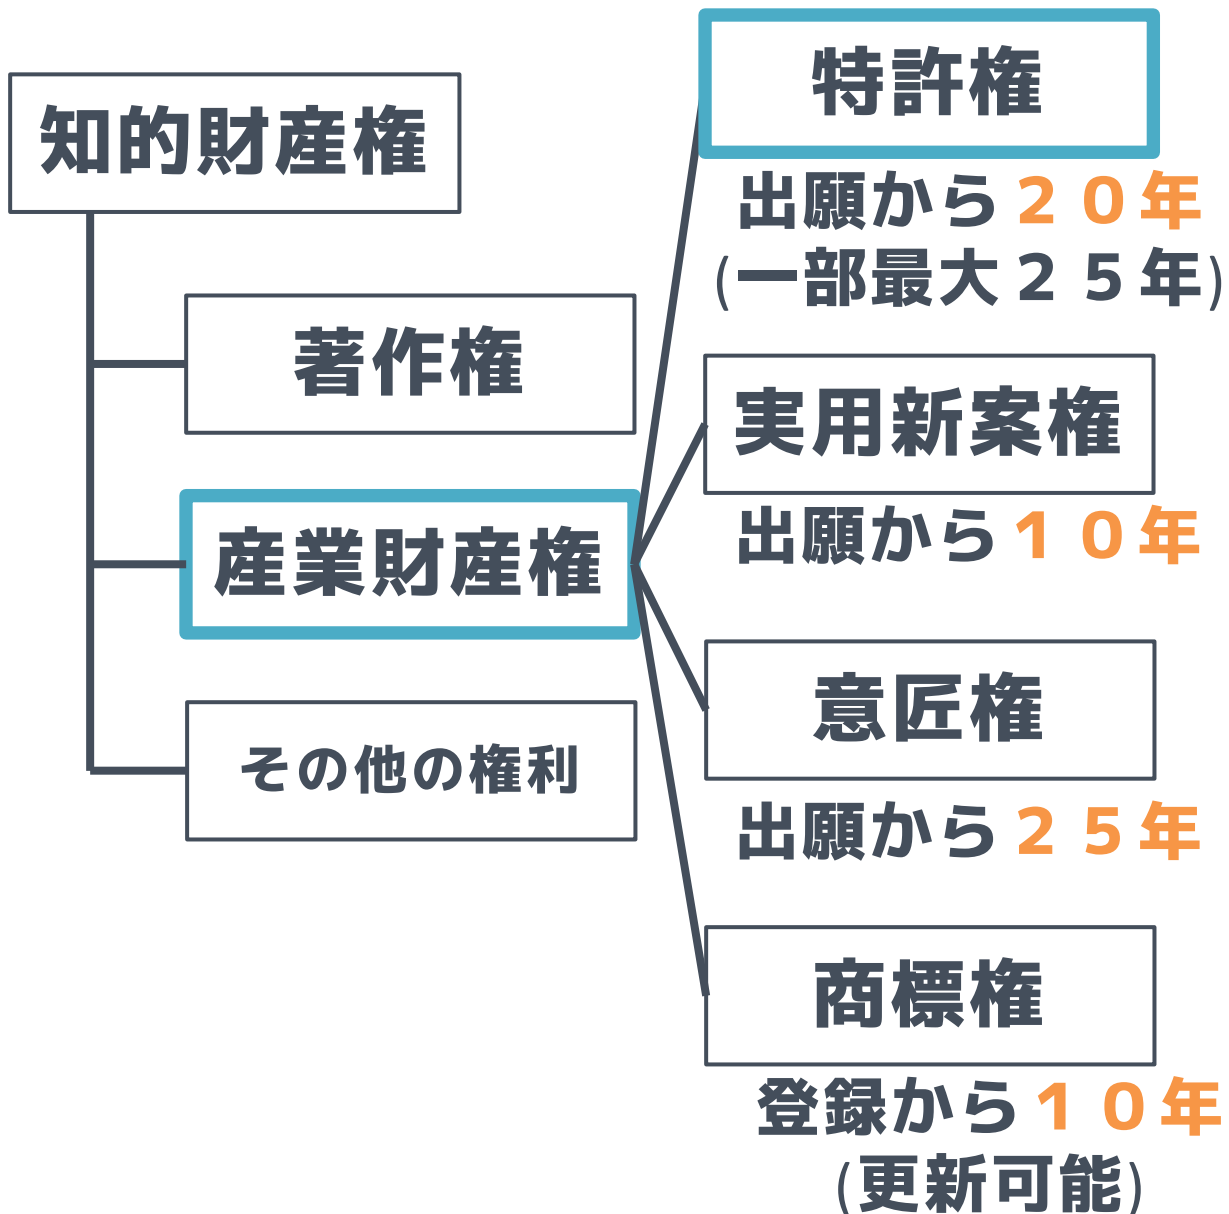 知的財産権
著作権
産業財産権
その他の権利
特許権
出願から２０年
(一部最大２５年)
実用新案権
出願から１０年
意匠権
出願から２５年
商標権
登録から１０年
(更新可能)